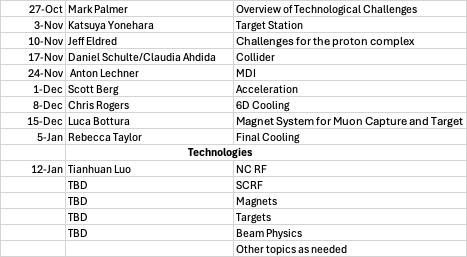 27-Oct Mark Palmer Overview of Technological Challenges
3-Nov Katsuya Yonehara Target Station
10-Nov Jeff Eldred Challenges for the proton complex
17-Nov Daniel Schulte/Claudia Ahdida Collider
24-Nov Anton Lechner MDI
1-Dec Scott Berg Acceleration
8-Dec Chris Rogers 6D Cooling
15-Dec Luca Bottura Magnet System for Muon Capture and Target
5-Jan Rebecca Taylor Final Cooling
Technologies
12-Jan Tianhuan Luo NC RF
TBD SCRF
TBD Magnets
TBD Targets
TBD Beam Physics
Other topics as needed